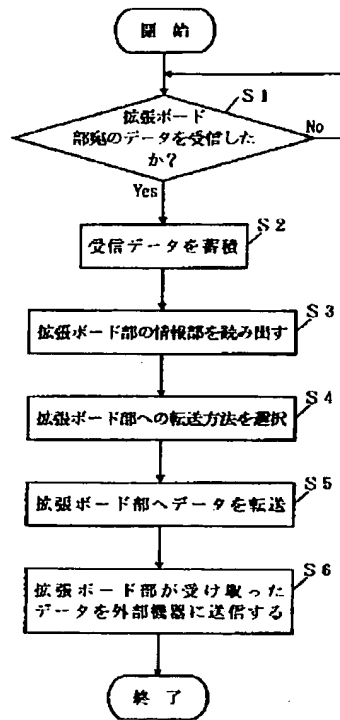 開 始
S1
拡張ボード
部宛のデータを受信した
か？
No
Yes
S2
受信データを蓄積
S3
拡張ボード部の情報部を読み出す
S4
拡張ボード部への転送方法を選択
S5
拡張ボード部へデータを転送
S6
拡張ボード部が受け取った
データを外部機器に送信する
終 了